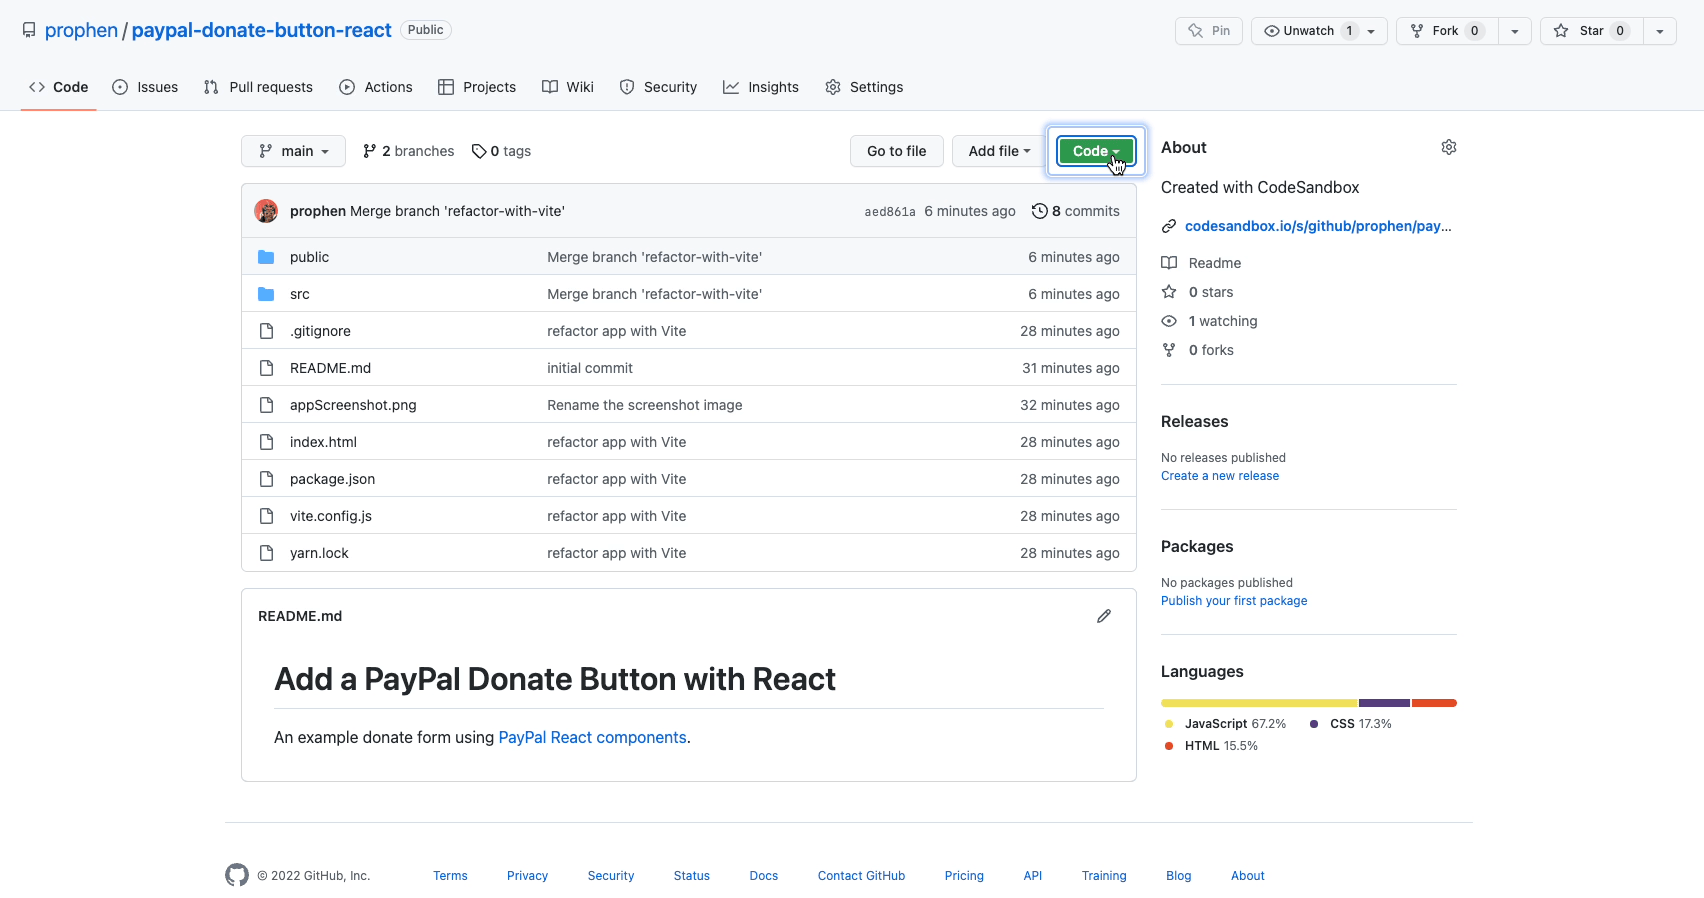 prophen / paypal-donate-button-react Public
Pin Unwatch 1 Fork 0 Star 0
Code Issues Pull requests Actions Projects Wiki Security Insights Settings
main 2 branches 0 tags Go to file Add file Code
prophen Merge branch 'refactor-with-vite' aed861a 6 minutes ago 8 commits
public Merge branch 'refactor-with-vite' 6 minutes ago
src Merge branch 'refactor-with-vite' 6 minutes ago
.gitignore refactor app with Vite 28 minutes ago
README.md initial commit 31 minutes ago
appScreenshot.png Rename the screenshot image 32 minutes ago
index.html refactor app with Vite 28 minutes ago
package.json refactor app with Vite 28 minutes ago
vite.config.js refactor app with Vite 28 minutes ago
yarn.lock refactor app with Vite 28 minutes ago
README.md
Add a PayPal Donate Button with React
An example donate form using PayPal React components.
About
Created with CodeSandbox
codesandbox.io/s/github/prophen/pay...
Readme
0 stars
1 watching
0 forks
Releases
No releases published
Create a new release
Packages
No packages published
Publish your first package
Languages
JavaScript 67.2% CSS 17.3%
HTML 15.5%
© 2022 GitHub, Inc. Terms Privacy Security Status Docs Contact GitHub Pricing API Training Blog About